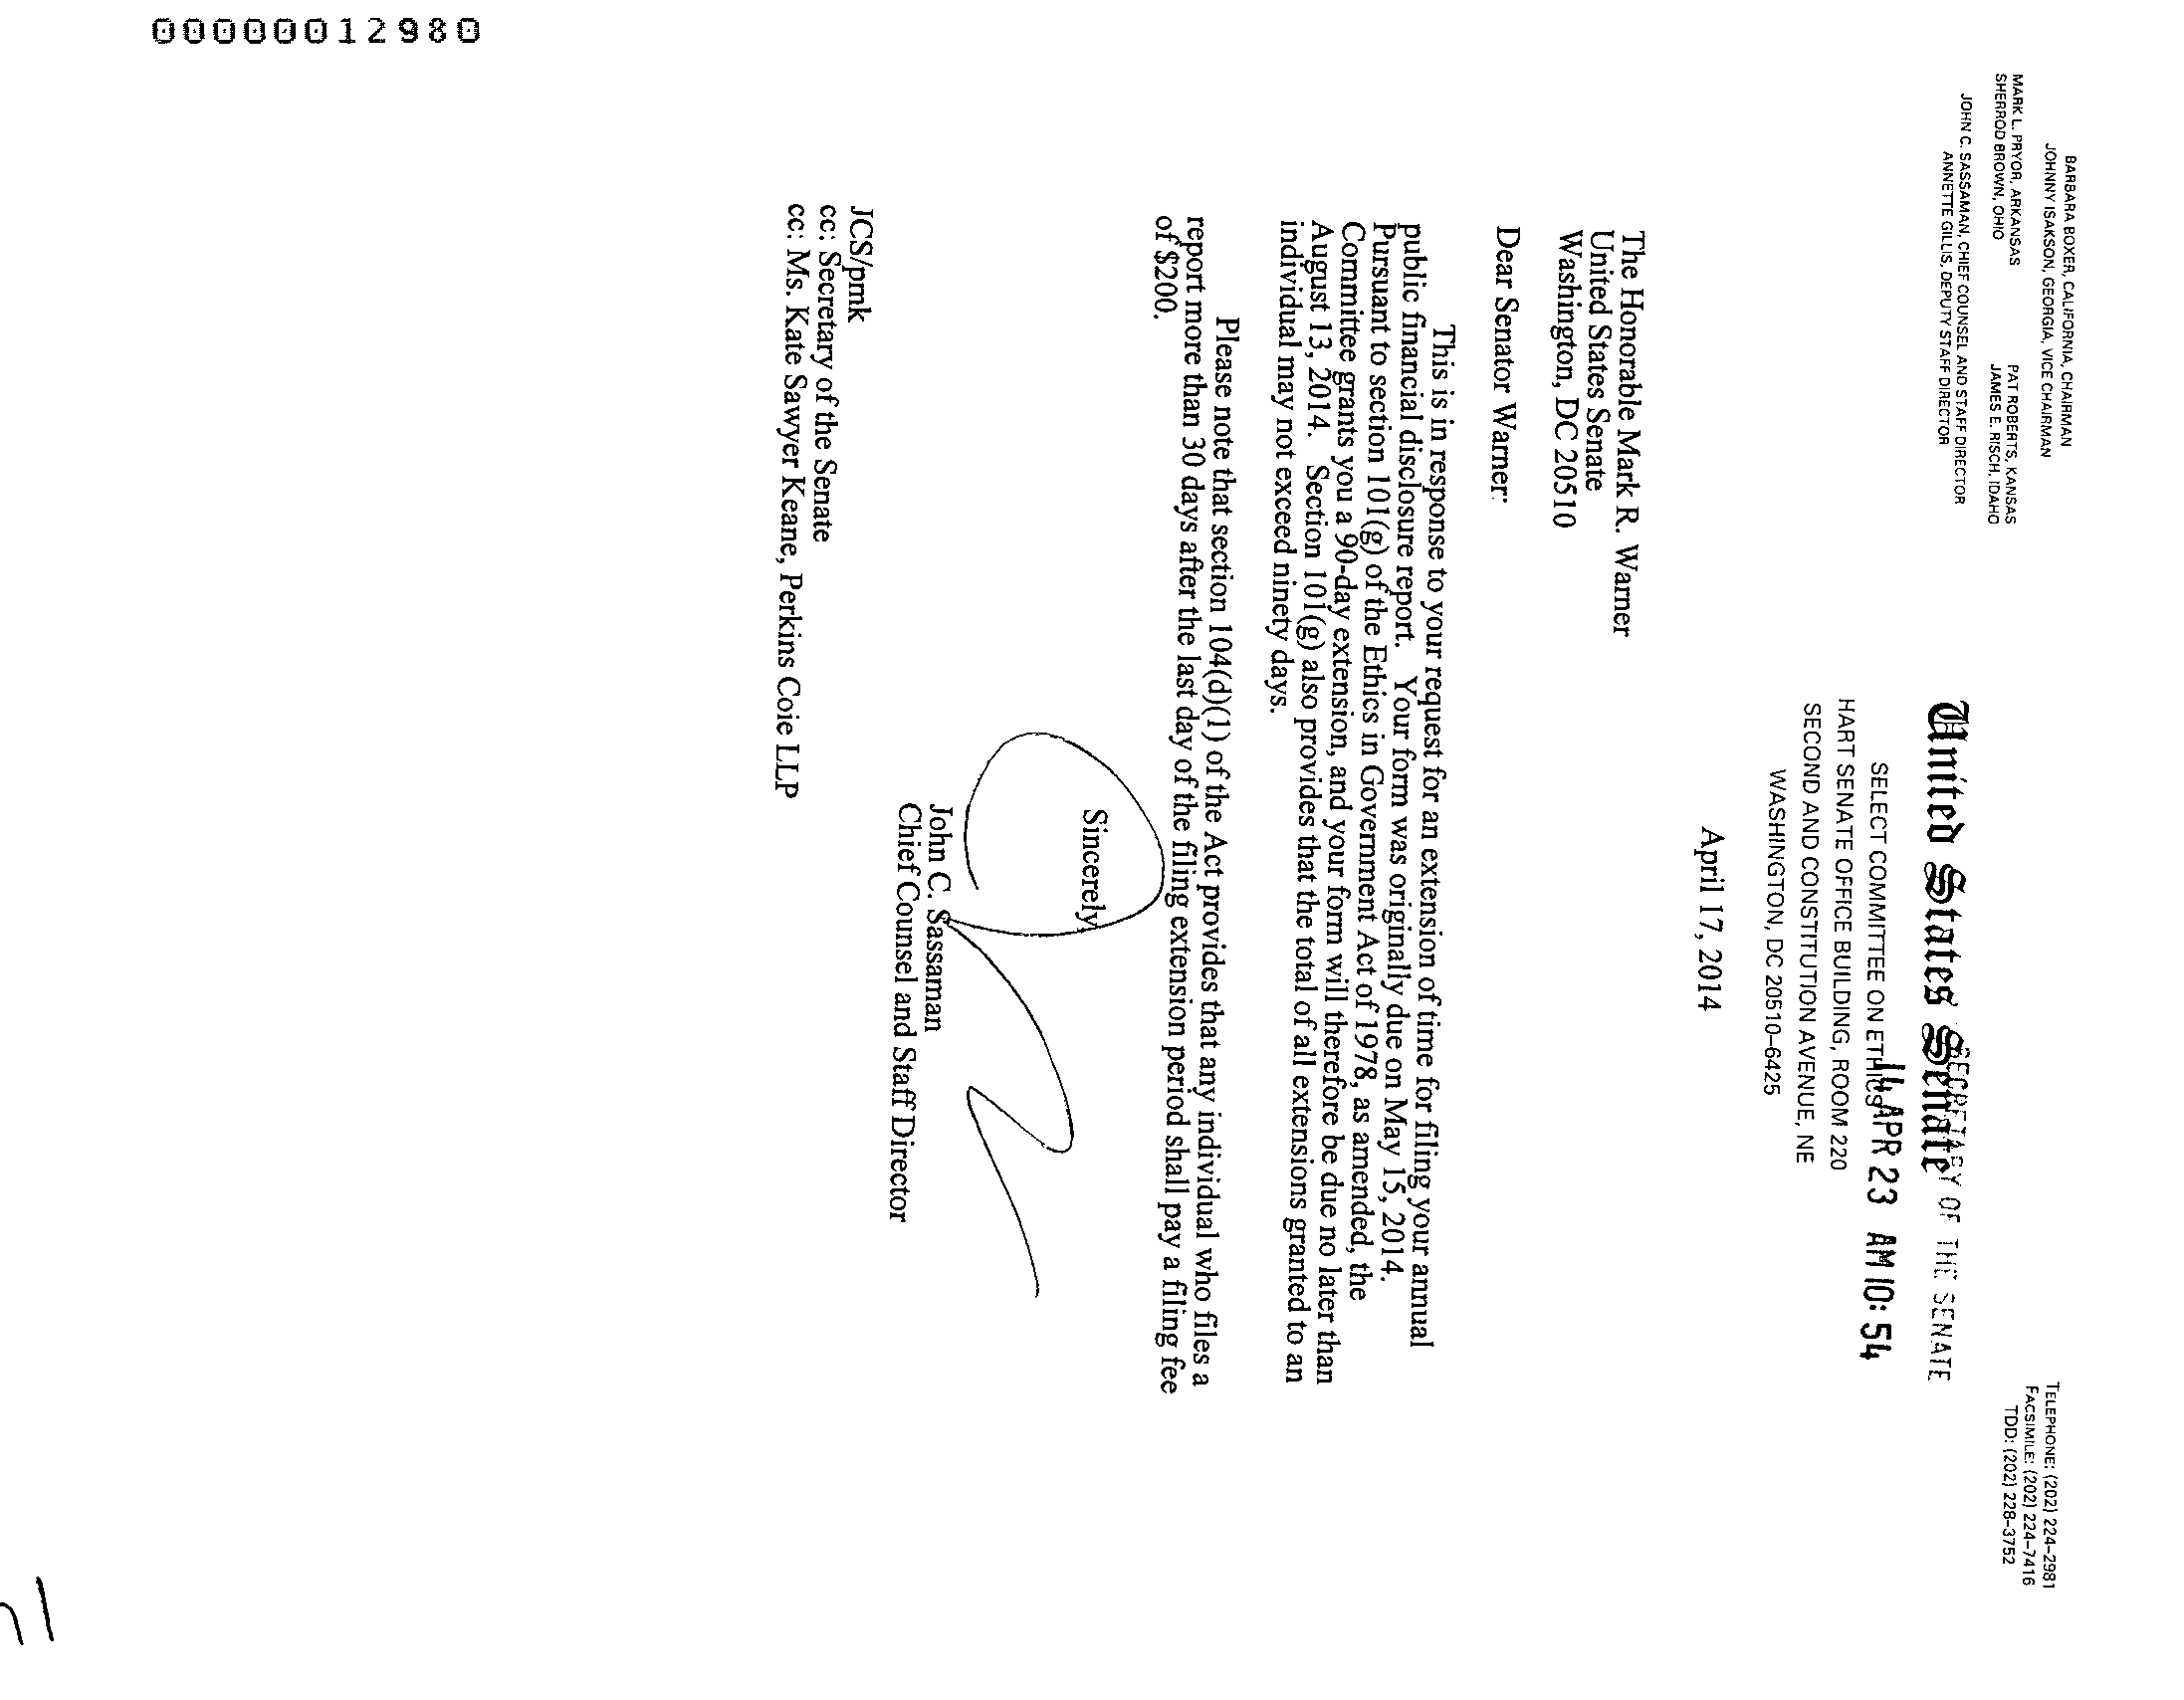 00000012980
BARBARA BOXER, CALIFORNIA, CHAIRMAN
JOHNNY ISAKSON, GEORGIA, VICE CHAIRMAN
MARK L. PRYOR, ARKANSAS PAT ROBERTS, KANSAS
SHERROD BROWN, OHIO JAMES E. RISCH, IDAHO
JOHN C. SASSAMAN, CHIEF COUNSEL AND STAFF DIRECTOR
ANNETTE GILLIS, DEPUTY STAFF DIRECTOR
TELEPHONE: (202) 224-2981
FACSIMILE: (202) 224-7416
TDD: (202) 228-3752
United States Senate
SECRETARY OF THE SENATE
SELECT COMMITTEE ON ETHICS
14 APR 23 AM 10:54
HART SENATE OFFICE BUILDING, ROOM 220
SECOND AND CONSTITUTION AVENUE, NE
WASHINGTON, DC 20510-6425
April 17, 2014
The Honorable Mark R. Warner
United States Senate
Washington, DC 20510
Dear Senator Warner:
This is in response to your request for an extension of time for filing your annual
public financial disclosure report. Your form was originally due on May 15, 2014.
Pursuant to section 101(g) of the Ethics in Government Act of 1978, as amended, the
Committee grants you a 90-day extension, and your form will therefore be due no later than
August 13, 2014. Section 101(g) also provides that the total of all extensions granted to an
individual may not exceed ninety days.
Please note that section 104(d)(1) of the Act provides that any individual who files a
report more than 30 days after the last day of the filing extension period shall pay a filing fee
of $200.
Sincerely,
John C. Sassaman
Chief Counsel and Staff Director
JCS/pmk
cc: Secretary of the Senate
cc: Ms. Kate Sawyer Keane, Perkins Coie LLP